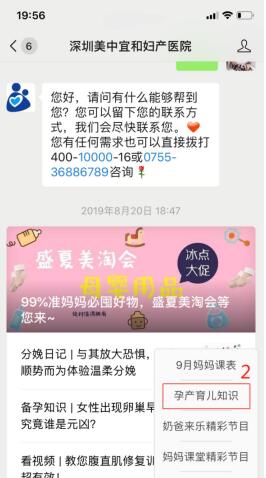 19:56
6
深圳美中宜和妇产医院
您好，请问有什么能够帮到
您？您可以留下您的联系方
式，我们会尽快联系您。❤️
您有任何需求也可以直接拨打
400-10000-16或0755-
36886789咨询🌹
2019年8月20日 18:47
盛夏美淘会
母婴用品
冰点
大促
99%准妈妈必囤好物，盛夏美淘会等
您来~
分娩日记 | 与其放大恐惧，
顺势而为体验温柔分娩
备孕知识 | 女性出现卵巢早
究竟谁是元凶?
看视频 | 教您腹直肌修复训
超有效！
9月妈妈课表
2
孕产育儿知识
奶爸来乐精彩节目
妈妈课堂精彩节目